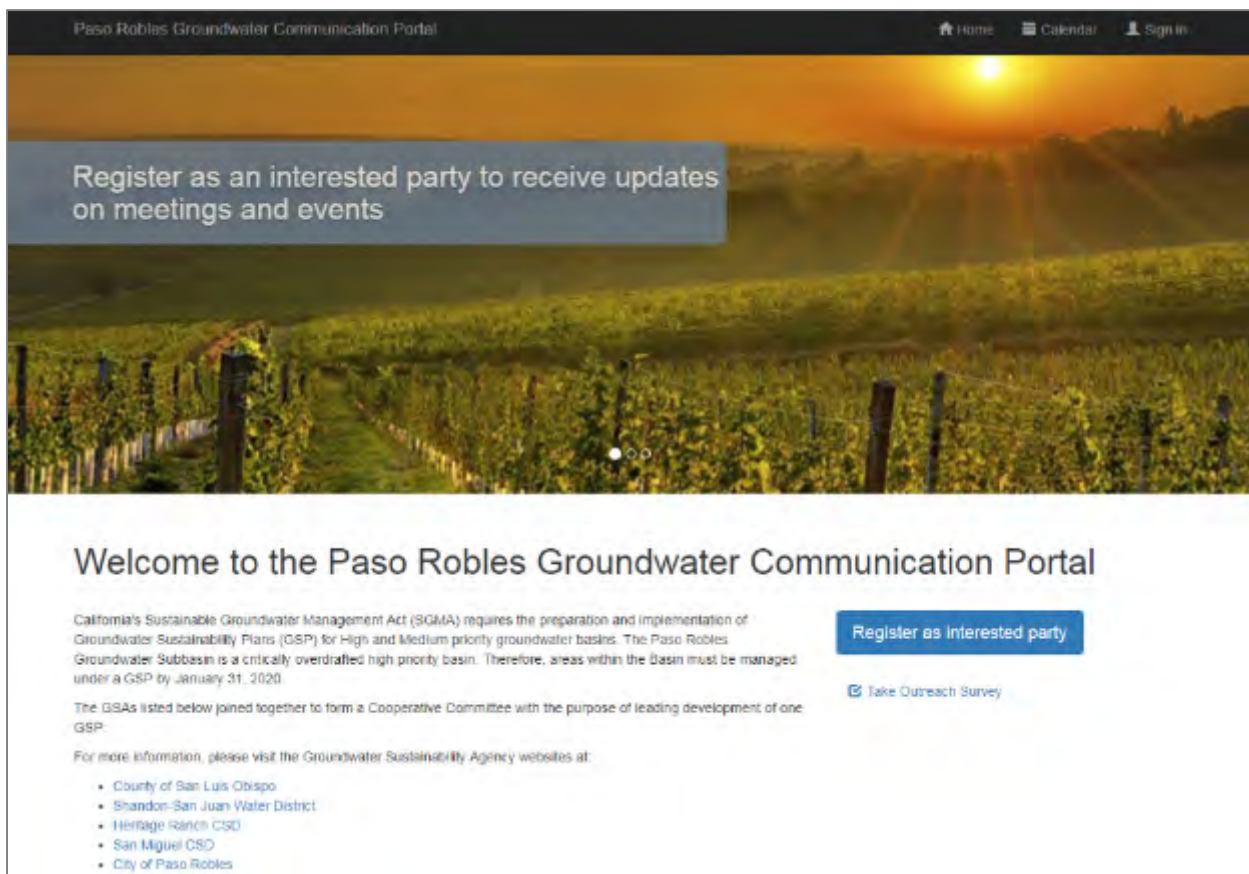 Paso Robles Groundwater Communication Portal
Home Calendar Sign in
Register as an interested party to receive updates
on meetings and events
Welcome to the Paso Robles Groundwater Communication Portal
California's Sustainable Groundwater Management Act (SGMA) requires the preparation and implementation of
Groundwater Sustainability Plans (GSP) for High and Medium priority groundwater basins. The Paso Robles
Groundwater Subbasin is a critically overdrafted high priority basin. Therefore, areas within the Basin must be managed
under a GSP by January 31, 2020.
The GSAs listed below joined together to form a Cooperative Committee with the purpose of leading development of one
GSP.
For more information, please visit the Groundwater Sustainability Agency websites at:
County of San Luis Obispo
Shandon-San Juan Water District
Heritage Ranch CSD
San Miguel CSD
City of Paso Robles
Register as interested party
Take Outreach Survey